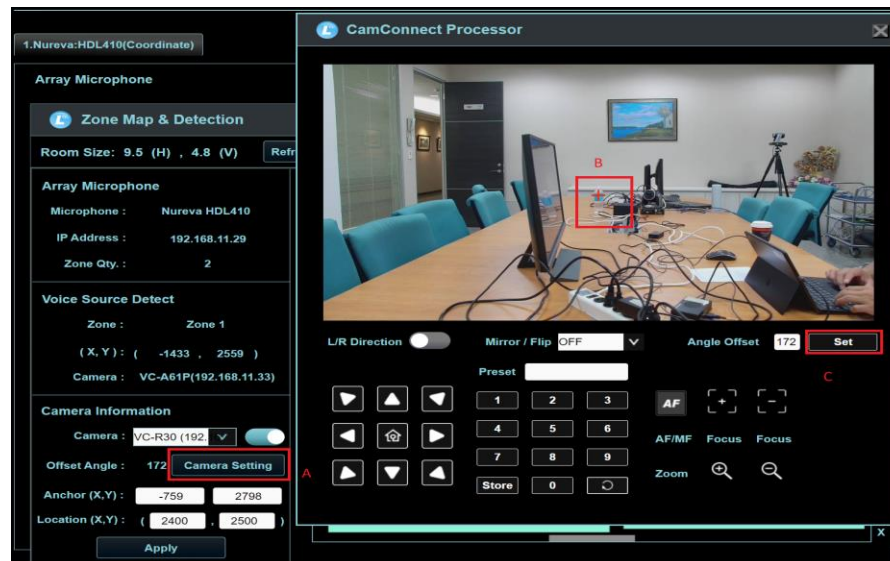 CamConnect Processor
1.Nureva:HDL410(Coordinate)
Array Microphone
Zone Map & Detection
Room Size: 9.5 (H) , 4.8 (V) Refr
Array Microphone
Microphone : Nureva HDL410
IP Address : 192.168.11.29
Zone Qty. : 2
Voice Source Detect
Zone : Zone 1
( X, Y ) : ( -1433 , 2559 )
Camera : VC-A61P(192.168.11.33)
Camera Information
Camera : VC-R30 (192.
Offset Angle : 172 Camera Setting
Anchor (X,Y) : -759 2798
Location (X,Y) : ( 2400 , 2500 )
Apply
A
B
L/R Direction Mirror / Flip OFF Angle Offset 172 Set
C
Preset
1 2 3
4 5 6
7 8 9
Store 0
AF
AF/MF Focus Focus
Zoom
X